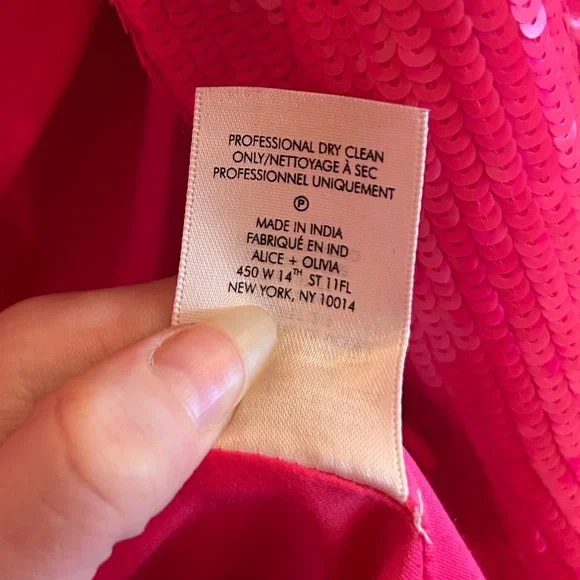 PROFESSIONAL DRY CLEAN
ONLY/NETTOYAGE À SEC
PROFESSIONNEL UNIQUEMENT
Ⓟ
MADE IN INDIA
FABRIQUÉ EN IND
ALICE + OLIVIA
450 W 14TH ST 11FL
NEW YORK, NY 10014